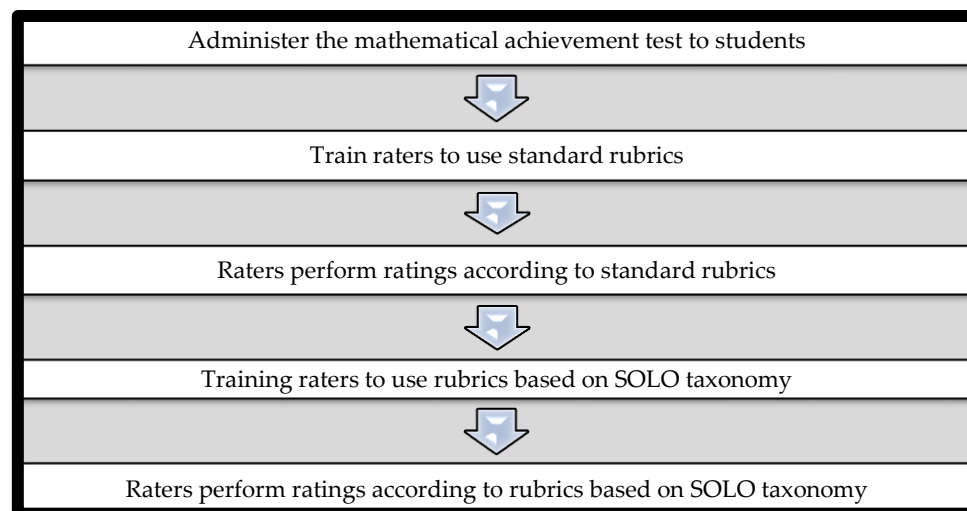 Administer the mathematical achievement test to students
Train raters to use standard rubrics
Raters perform ratings according to standard rubrics
Training raters to use rubrics based on SOLO taxonomy
Raters perform ratings according to rubrics based on SOLO taxonomy